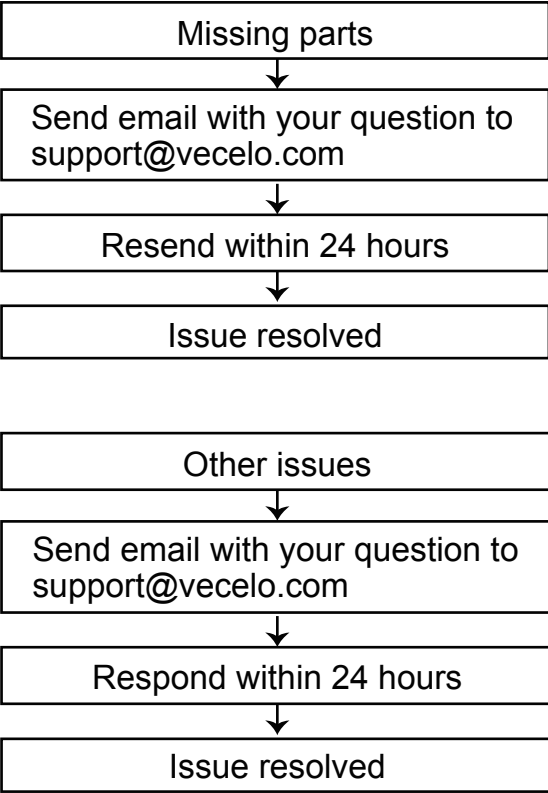 Missing parts
Send email with your question to
support@vecelo.com
Resend within 24 hours
Issue resolved
Other issues
Send email with your question to
support@vecelo.com
Respond within 24 hours
Issue resolved